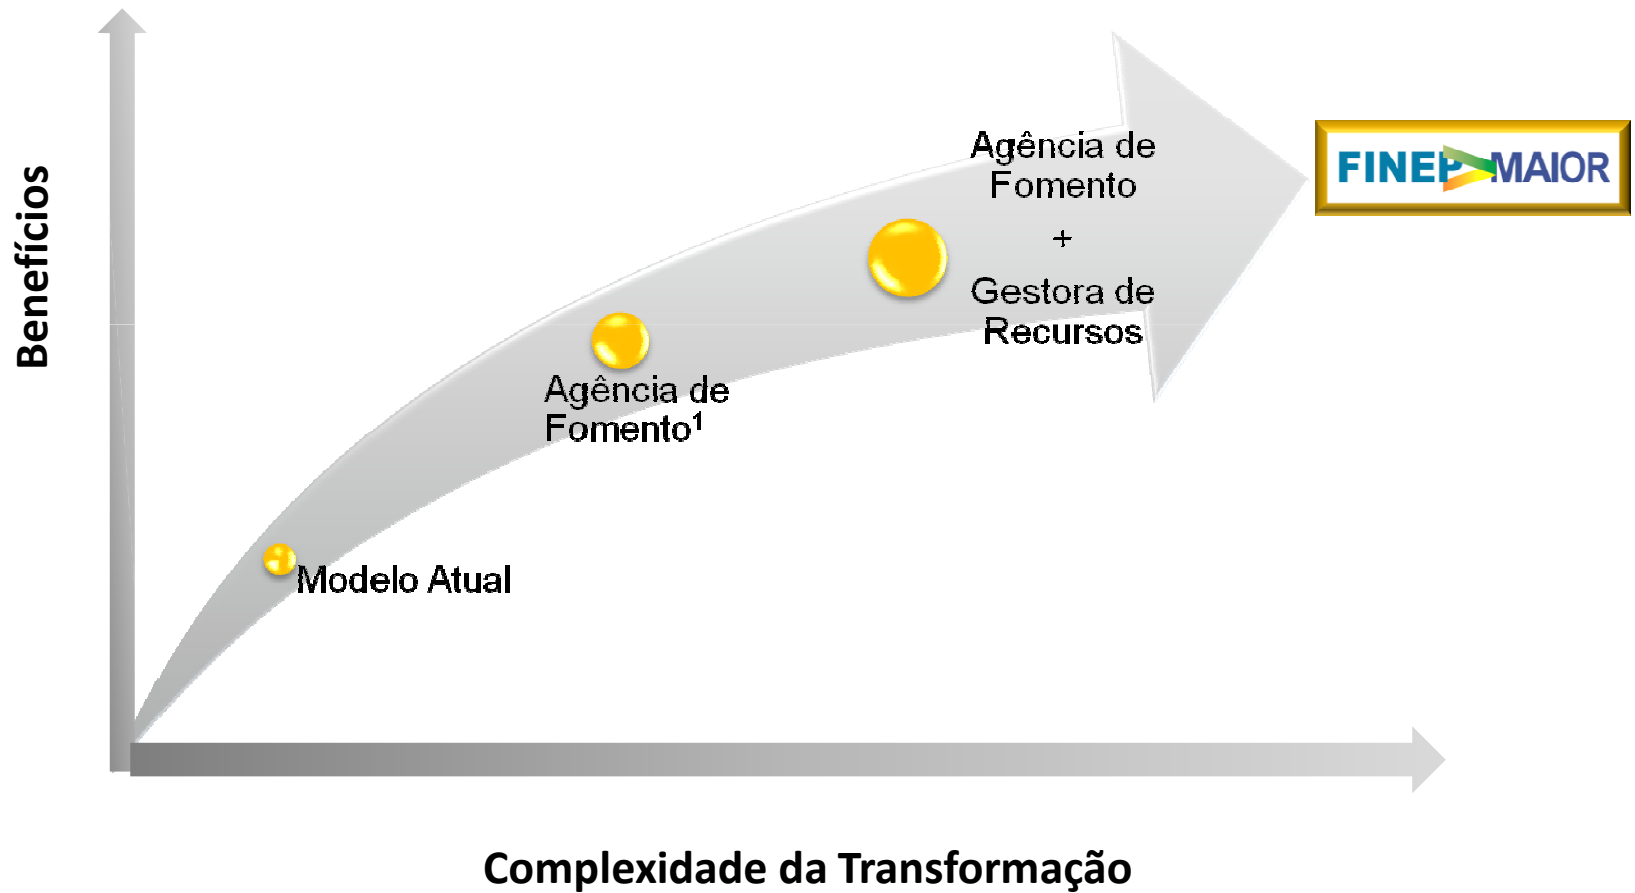 Benefícios
Agência de
Fomento
+
Gestora de
Recursos
FINEP MAIOR
Agência de
Fomento¹
Modelo Atual
Complexidade da Transformação